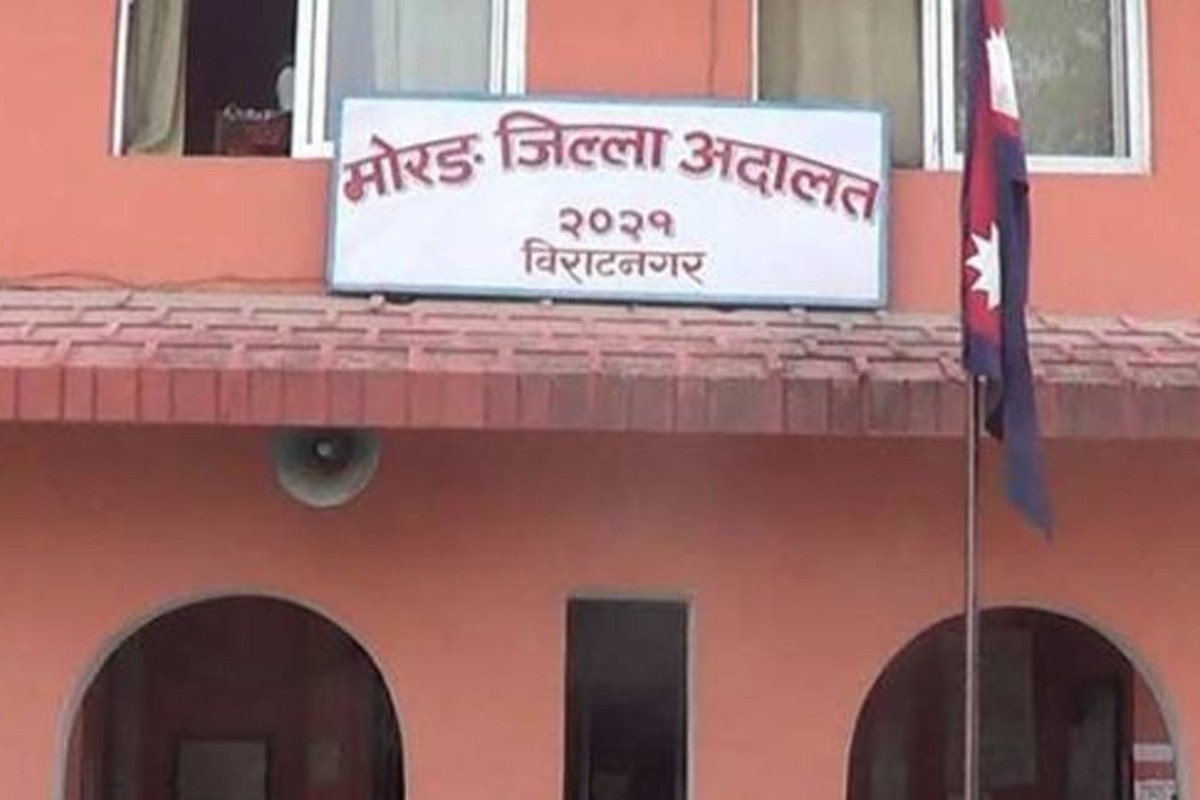 मोरङ जिल्ला अदालत
२०२१
विराटनगर